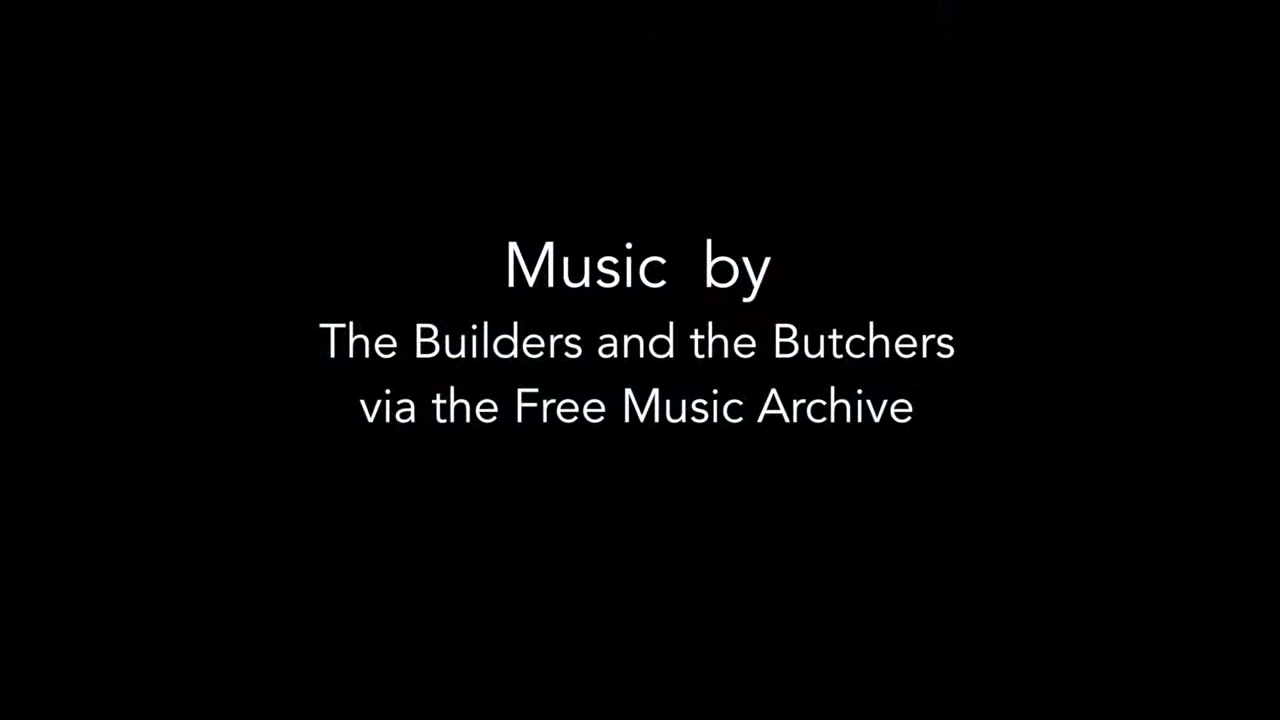 Music by
The Builders and the Butchers
via the Free Music Archive